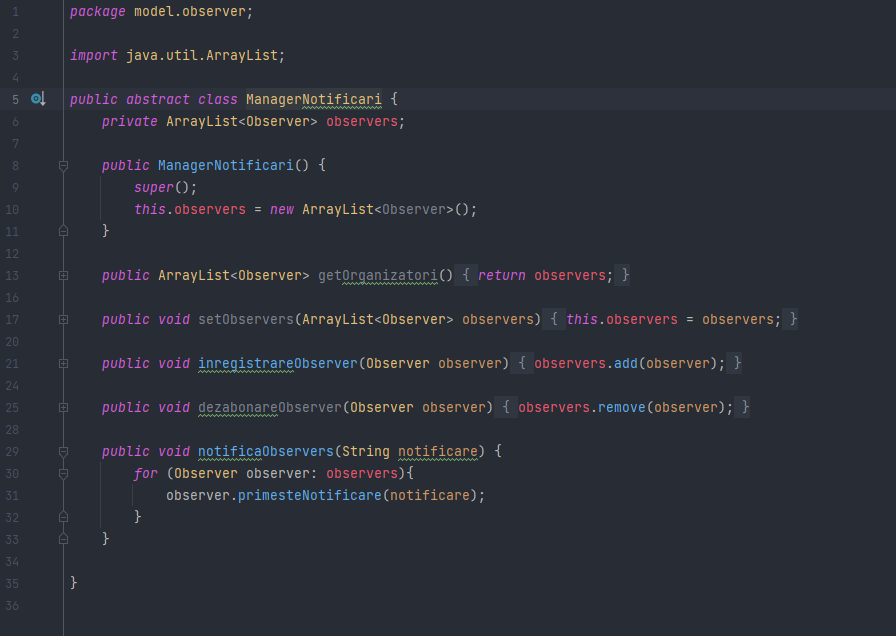 1 package model.observer;
2
3 import java.util.ArrayList;
4
5 public abstract class ManagerNotificari {
6     private ArrayList<Observer> observers;
7
8     public ManagerNotificari() {
9         super();
10         this.observers = new ArrayList<Observer>();
11     }
12
13     public ArrayList<Observer> getOrganizatori() { return observers; }
16
17     public void setObservers(ArrayList<Observer> observers) { this.observers = observers; }
20
21     public void inregistrareObserver(Observer observer) { observers.add(observer); }
24
25     public void dezabonareObserver(Observer observer) { observers.remove(observer); }
28
29     public void notificaObservers(String notificare) {
30         for (Observer observer: observers){
31             observer.primesteNotificare(notificare);
32         }
33     }
34
35 }
36